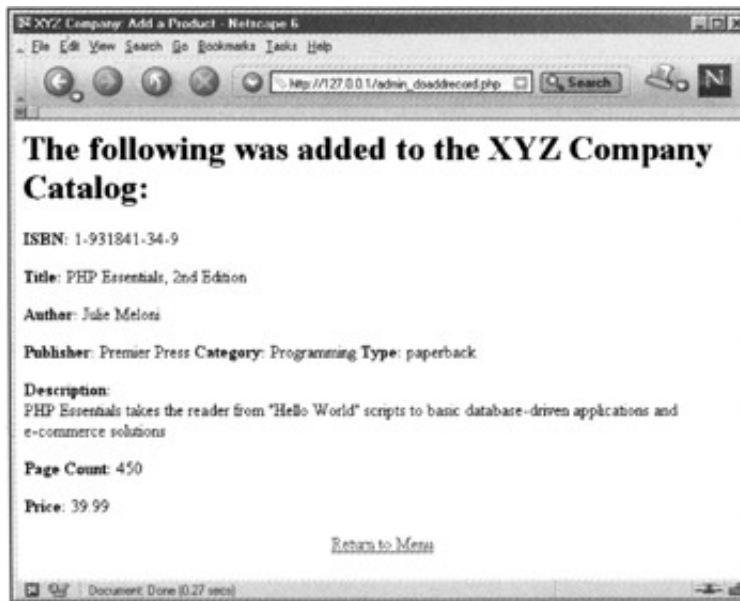 XYZ Company: Add a Product - Netscape 6
File Edit View Search Go Bookmarks Tasks Help
http://127.0.0.1/admin_doaddrecord.php Search N
The following was added to the XYZ Company
Catalog:
ISBN: 1-931841-34-9
Title: PHP Essentials, 2nd Edition
Author: Julie Meloni
Publisher: Premier Press Category: Programming Type: paperback
Description:
PHP Essentials takes the reader from "Hello World" scripts to basic database-driven applications and
e-commerce solutions
Page Count: 450
Price: 39.99
Return to Menu
Document: Done (0.27 secs)